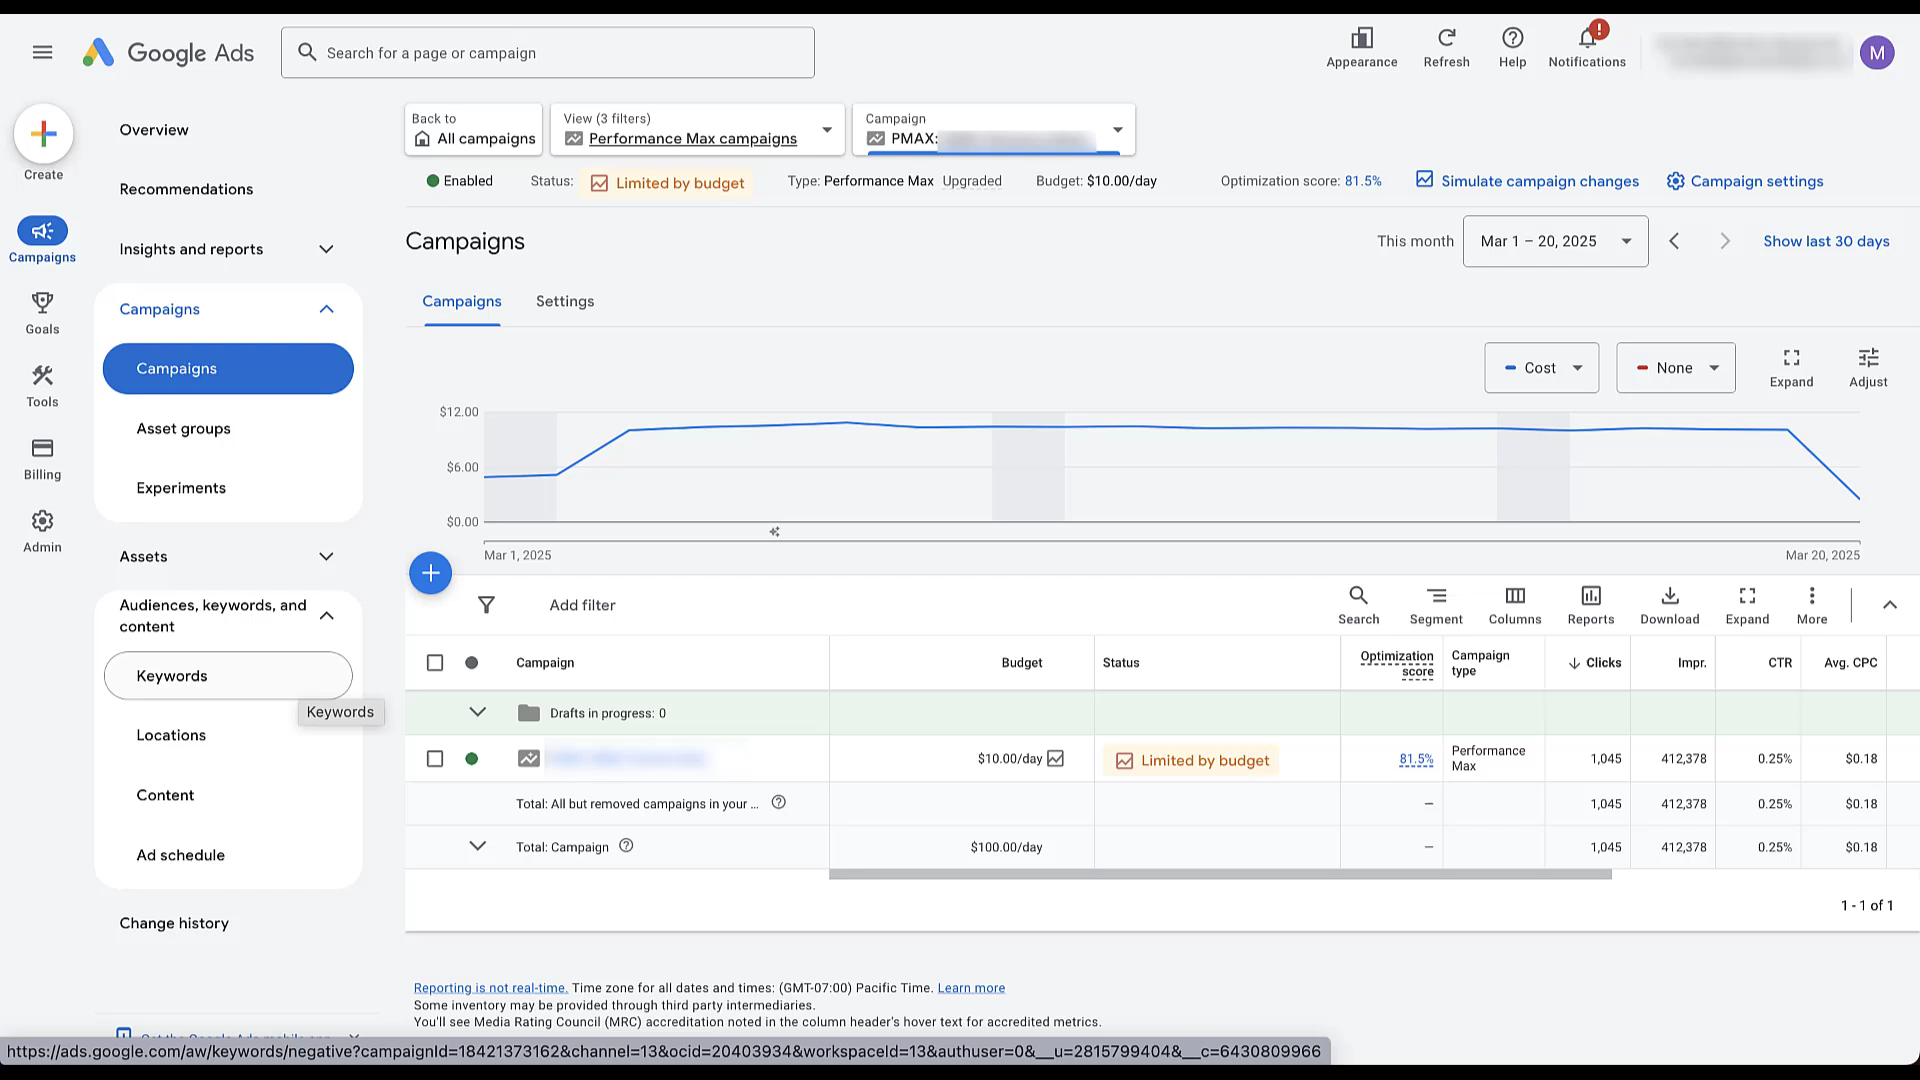 Google Ads
Search for a page or campaign
Appearance
Refresh
Help
Notifications
!
M
Create
Campaigns
Goals
Tools
Billing
Admin
Overview
Recommendations
Insights and reports
Campaigns
Campaigns
Asset groups
Experiments
Assets
Audiences, keywords, and
content
Keywords
Keywords
Locations
Content
Ad schedule
Change history
Back to
All campaigns
View (3 filters)
Performance Max campaigns
Campaign
PMAX:
Enabled
Status: Limited by budget
Type: Performance Max Upgraded
Budget: $10.00/day
Optimization score: 81.5%
Simulate campaign changes
Campaign settings
Campaigns
This month
Mar 1 – 20, 2025
Show last 30 days
Campaigns
Settings
Cost
None
Expand
Adjust
$12.00
$6.00
$0.00
Mar 1, 2025
Mar 20, 2025
Add filter
Search
Segment
Columns
Reports
Download
Expand
More
Campaign Budget Status Optimization score Campaign type Clicks Impr. CTR Avg. CPC
Drafts in progress: 0
$10.00/day Limited by budget 81.5% Performance Max 1,045 412,378 0.25% $0.18
Total: All but removed campaigns in your ... – 1,045 412,378 0.25% $0.18
Total: Campaign $100.00/day – 1,045 412,378 0.25% $0.18
1 - 1 of 1
Reporting is not real-time. Time zone for all dates and times: (GMT-07:00) Pacific Time. Learn more
Some inventory may be provided through third party intermediaries.
You'll see Media Rating Council (MRC) accreditation noted in the column header's hover text for accredited metrics.
Get the Google Ads mobile app
https://ads.google.com/aw/keywords/negative?campaignId=18421373162&channel=13&ocid=20403934&workspaceId=13&authuser=0&__u=2815799404&__c=6430809966